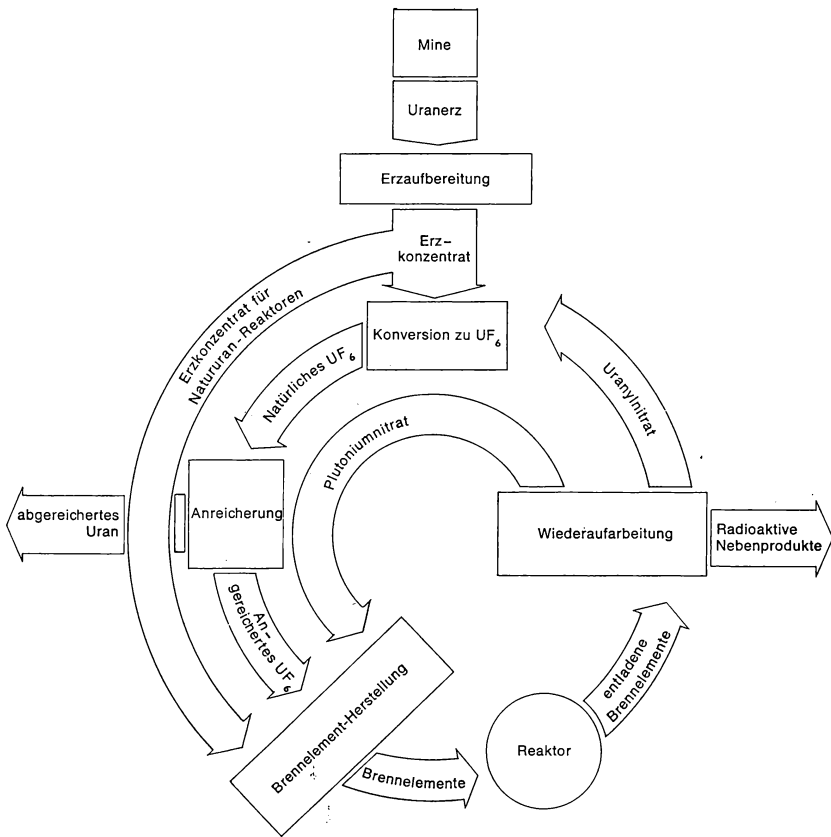 Mine
Uranerz
Erzaufbereitung
Erz-
konzentrat
Erzkonzentrat für
Natururan-Reaktoren
Konversion zu UF₆
Natürliches UF₆
Uranylnitrat
Plutoniumnitrat
abgereichertes
Uran
Anreicherung
Wiederaufarbeitung
Radioaktive
Nebenprodukte
An-
gereichertes UF₆
Brennelement-Herstellung
Brennelemente
Reaktor
entladene
Brennelemente